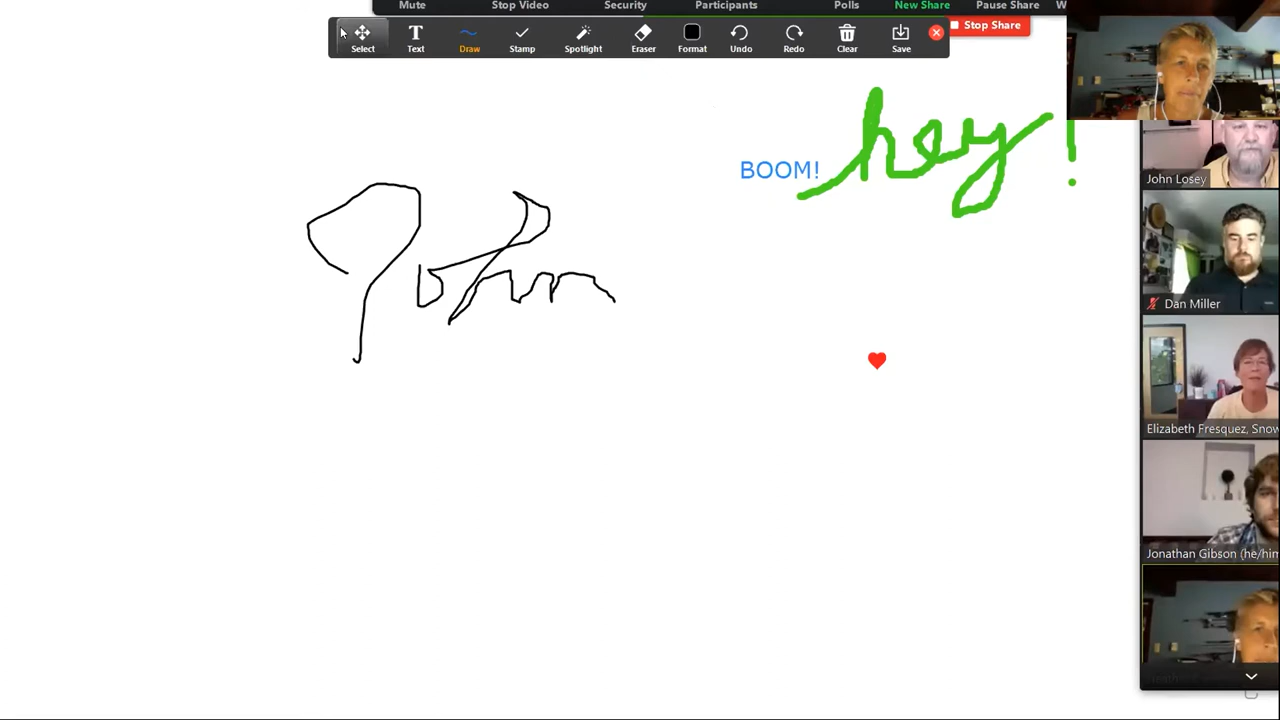 Mute Stop Video Security Participants Polls New Share Pause Share
Select Text Draw Stamp Spotlight Eraser Format Undo Redo Clear Save Stop Share
hey!
BOOM!
John
John Losey
Dan Miller
Elizabeth Fresquez, Snow
Jonathan Gibson (he/him